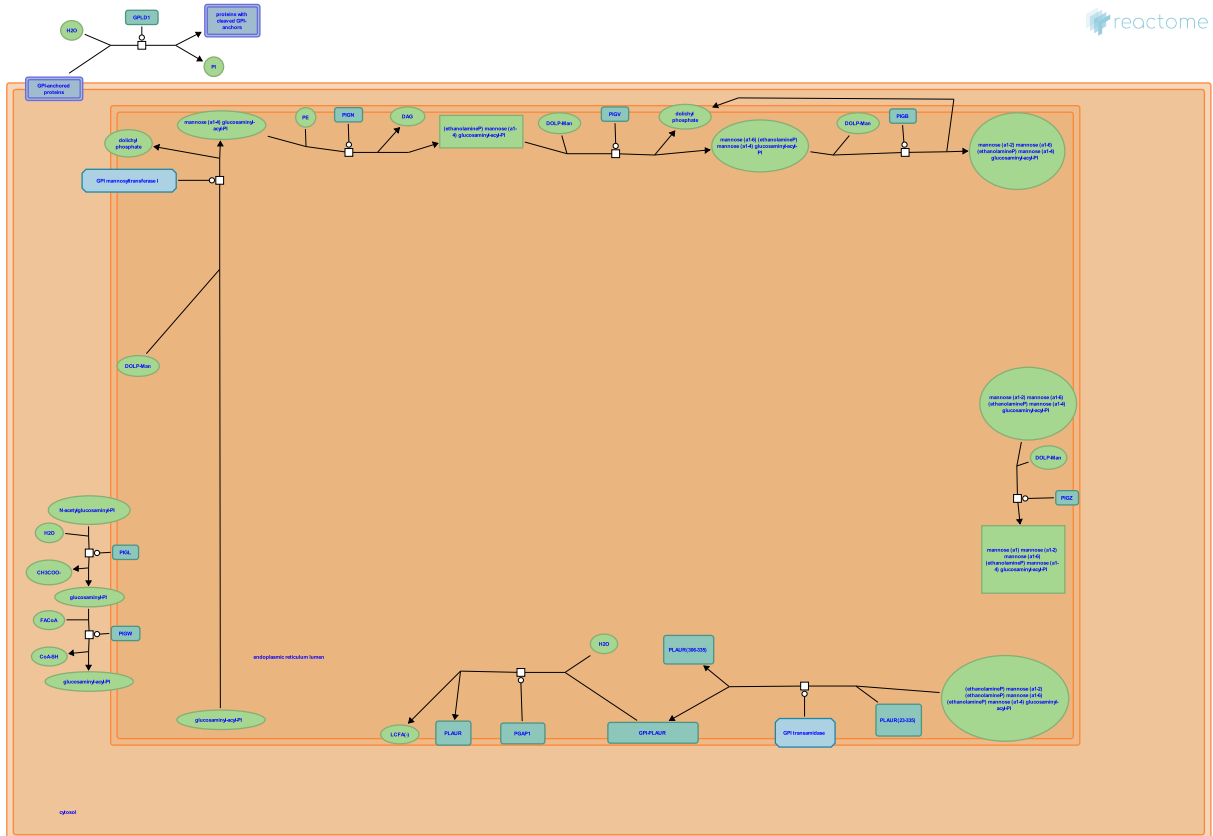 reactome
GPLD1
proteins with
cleaved GPI-
anchors
H2O
PI
GPI-anchored
proteins
mannose (a1-4) glucosaminyl-
acyl-PI
PE
PIGN
DAG
(ethanolamineP) mannose (a1-
4) glucosaminyl-acyl-PI
DOLP-Man
PIGV
dolichyl
phosphate
DOLP-Man
PIGB
dolichyl
phosphate
mannose (a1-6) (ethanolamineP)
mannose (a1-4) glucosaminyl-acyl-
PI
mannose (a1-2) mannose (a1-6)
(ethanolamineP) mannose (a1-4)
glucosaminyl-acyl-PI
GPI mannosyltransferase I
DOLP-Man
mannose (a1-2) mannose (a1-6)
(ethanolamineP) mannose (a1-4)
glucosaminyl-acyl-PI
DOLP-Man
PIGZ
N-acetylglucosaminyl-PI
H2O
PIGL
CH3COO-
glucosaminyl-PI
FACoA
PIGW
CoA-SH
glucosaminyl-acyl-PI
mannose (a1) mannose (a1-2)
mannose (a1-6)
(ethanolamineP) mannose (a1-
4) glucosaminyl-acyl-PI
endoplasmic reticulum lumen
H2O
PLAUR(306-335)
glucosaminyl-acyl-PI
LCFA(-)
PLAUR
PGAP1
GPI-PLAUR
GPI transamidase
PLAUR(23-335)
(ethanolamineP) mannose (a1-2)
(ethanolamineP) mannose (a1-6)
(ethanolamineP) mannose (a1-4) glucosaminyl-
acyl-PI
cytosol